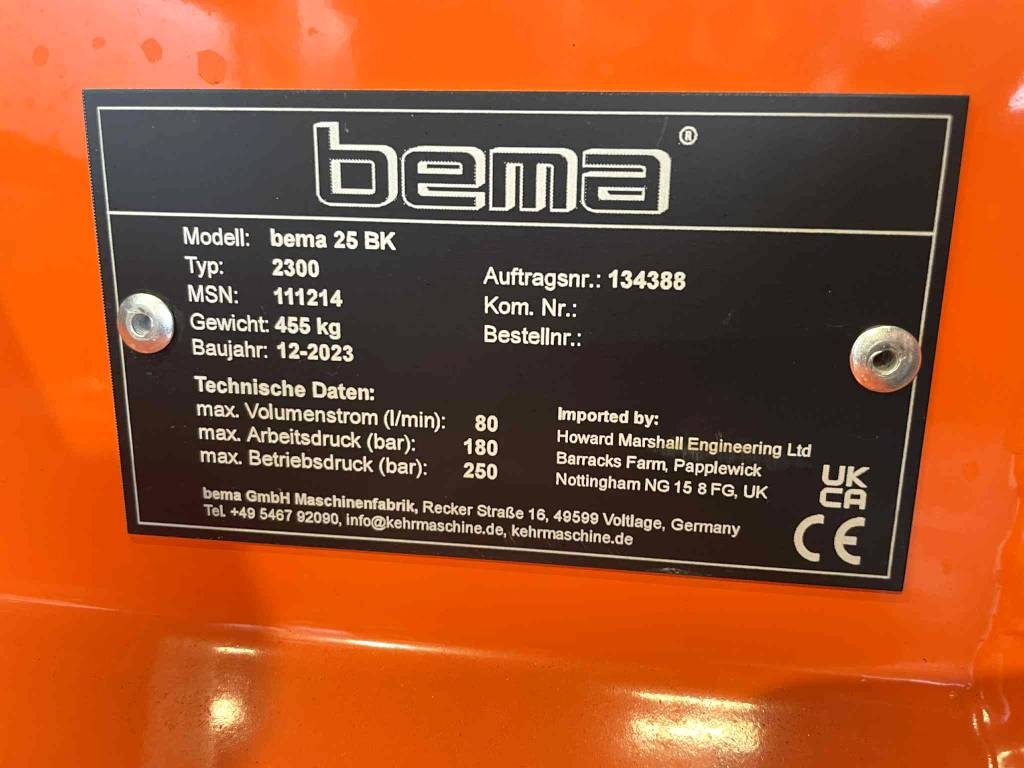 bema®
Modell: bema 25 BK
Typ: 2300
MSN: 111214
Gewicht: 455 kg
Baujahr: 12-2023
Auftragsnr.: 134388
Kom. Nr.:
Bestellnr.:
Technische Daten:
max. Volumenstrom (l/min): 80
max. Arbeitsdruck (bar): 180
max. Betriebsdruck (bar): 250
Imported by:
Howard Marshall Engineering Ltd
Barracks Farm, Papplewick
Nottingham NG 15 8 FG, UK
UK
CA
CE
bema GmbH Maschinenfabrik, Recker Straße 16, 49599 Voltlage, Germany
Tel. +49 5467 92090, info@kehrmaschine.de, kehrmaschine.de